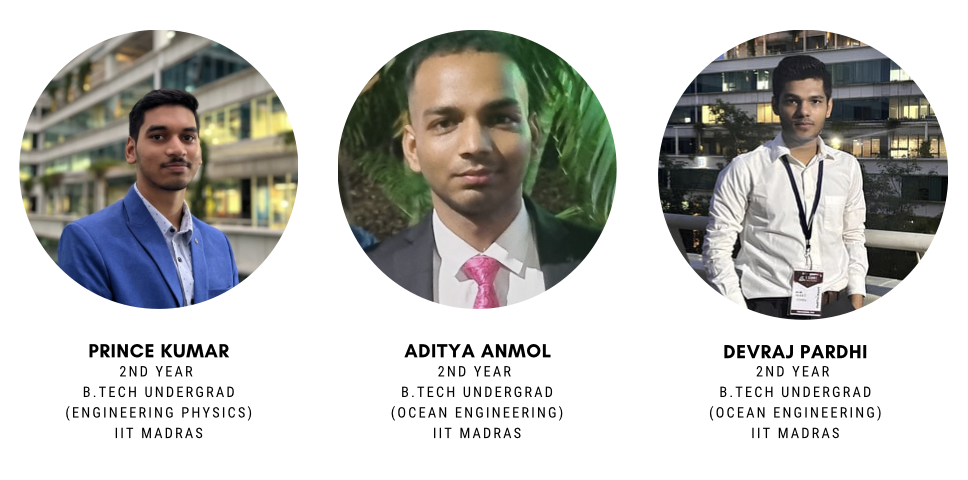 PRINCE KUMAR
2ND YEAR
B.TECH UNDERGRAD
(ENGINEERING PHYSICS)
IIT MADRAS
ADITYA ANMOL
2ND YEAR
B.TECH UNDERGRAD
(OCEAN ENGINEERING)
IIT MADRAS
DEVRAJ PARDHI
2ND YEAR
B.TECH UNDERGRAD
(OCEAN ENGINEERING)
IIT MADRAS